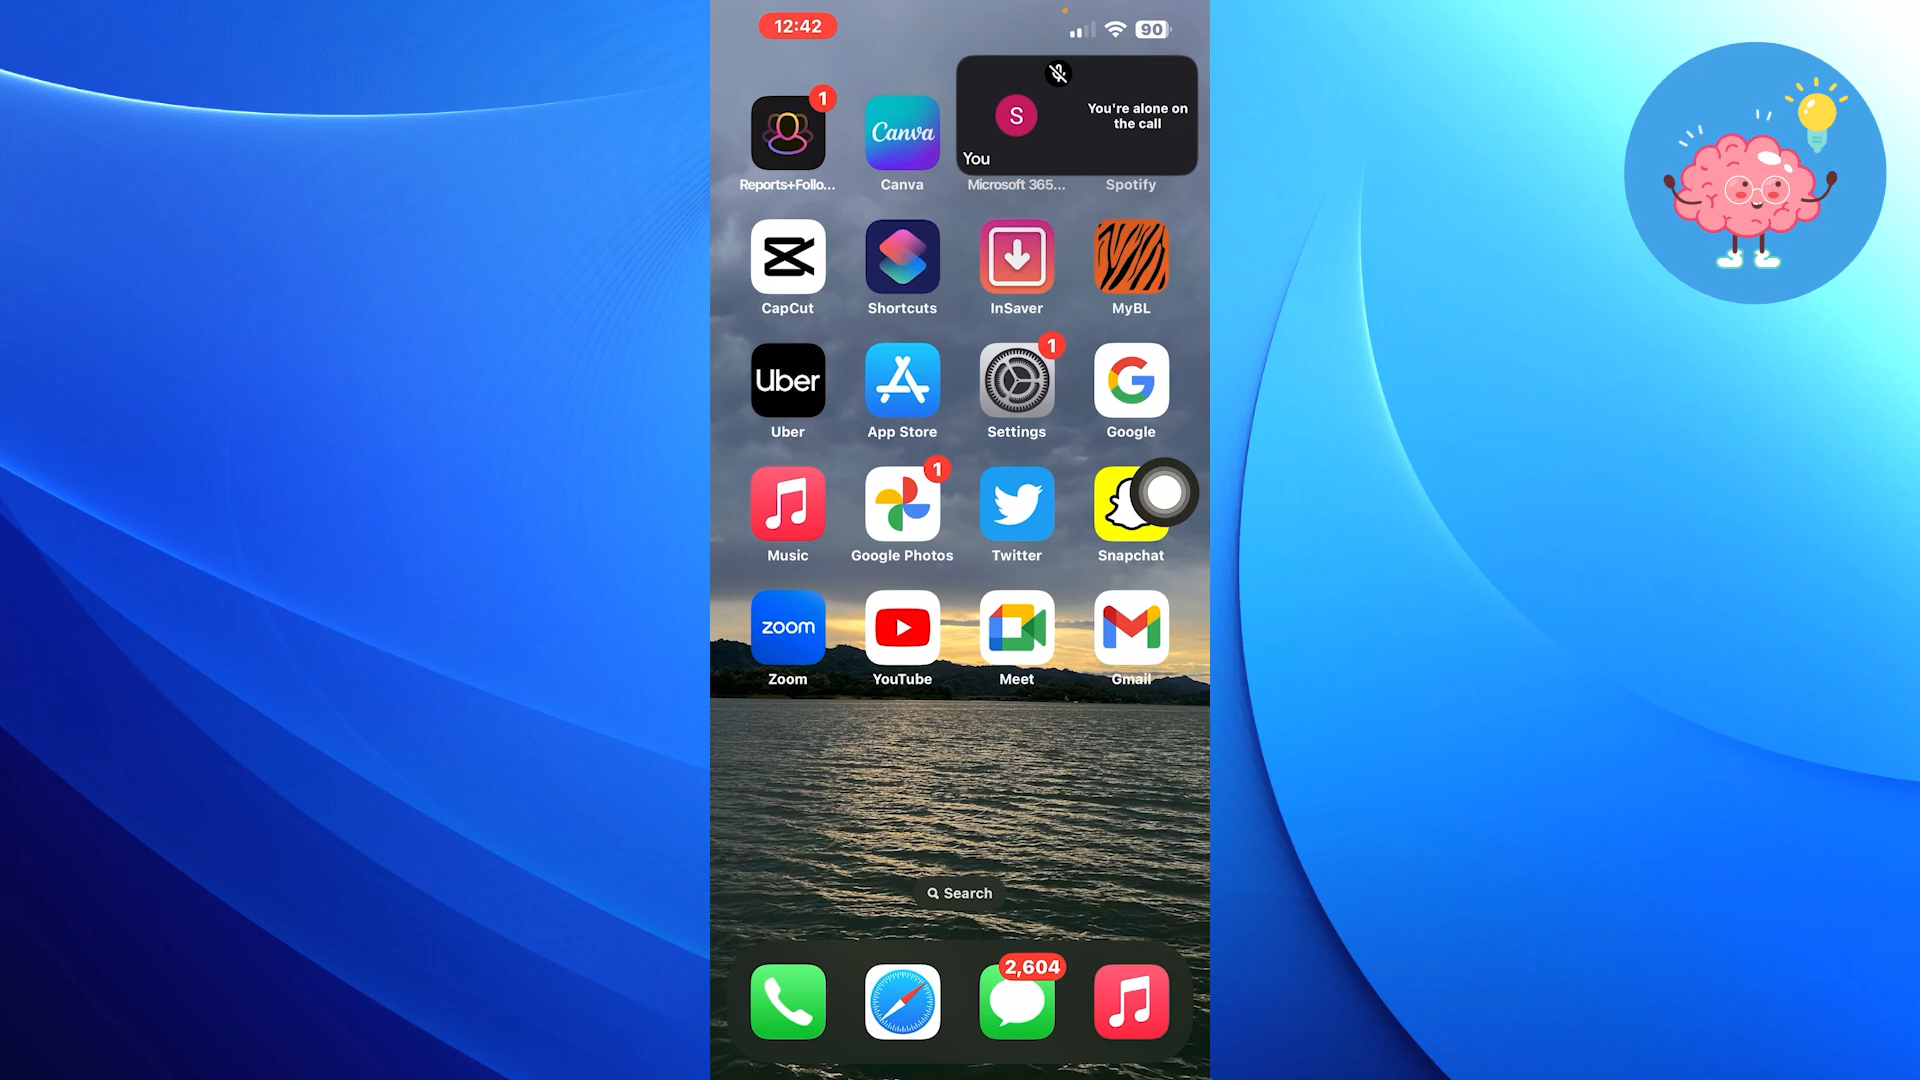 12:42
90
1
Canva
You're alone on
the call
S
You
Reports+Follo...
Canva
Microsoft 365...
Spotify
CapCut
Shortcuts
InSaver
MyBL
1
Uber
Uber
App Store
Settings
Google
1
Music
Google Photos
Twitter
Snapchat
zoom
Zoom
YouTube
Meet
Gmail
Search
2,604